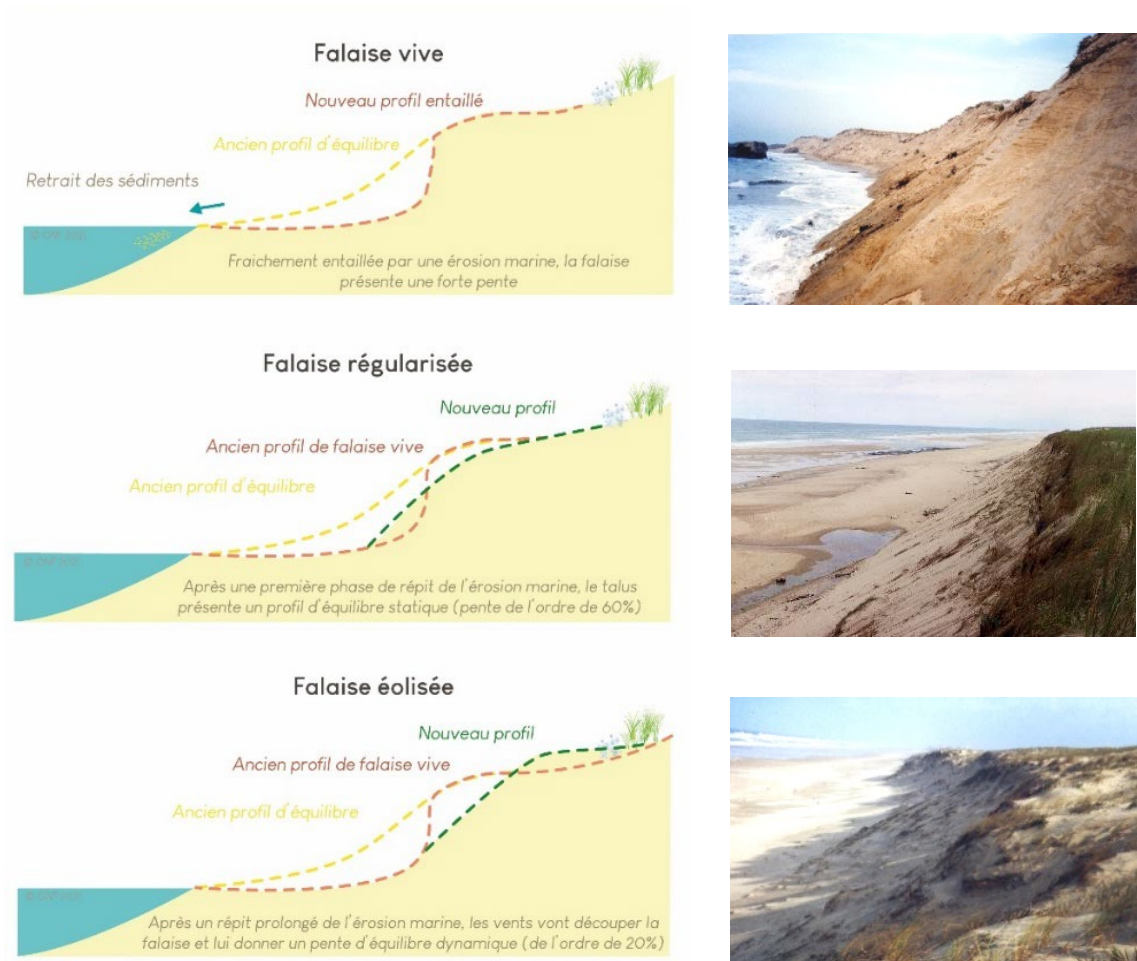 Falaise vive
Nouveau profil entaillé
Ancien profil d'équilibre
Retrait des sédiments
Fraichement entaillée par une érosion marine, la falaise
présente une forte pente
Falaise régularisée
Nouveau profil
Ancien profil de falaise vive
Ancien profil d'équilibre
Après une première phase de répit de l'érosion marine, le talus
présente un profil d'équilibre statique (pente de l'ordre de 60%)
Falaise éolisée
Nouveau profil
Ancien profil de falaise vive
Ancien profil d'équilibre
Après un répit prolongé de l'érosion marine, les vents vont découper la
falaise et lui donner un pente d'équilibre dynamique (de l'ordre de 20%)